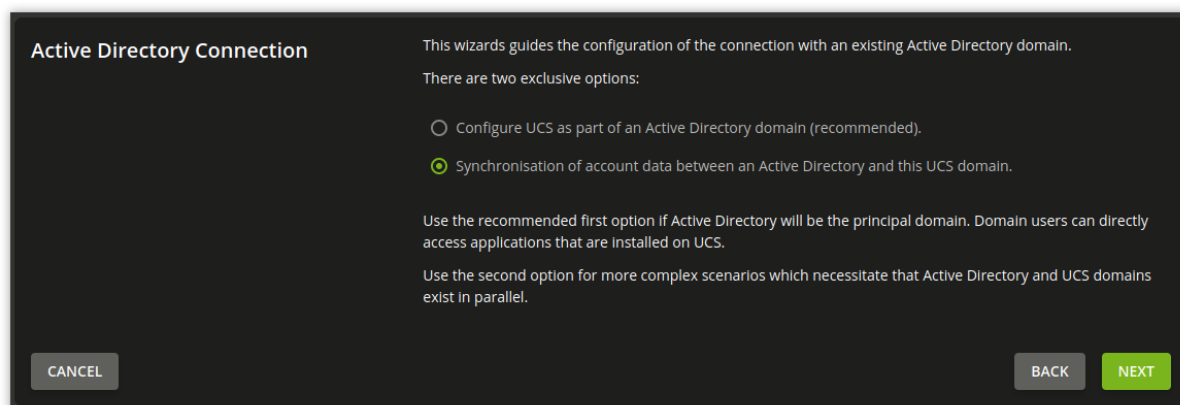 Active Directory Connection
This wizards guides the configuration of the connection with an existing Active Directory domain.
There are two exclusive options:
Configure UCS as part of an Active Directory domain (recommended).
Synchronisation of account data between an Active Directory and this UCS domain.
Use the recommended first option if Active Directory will be the principal domain. Domain users can directly
access applications that are installed on UCS.
Use the second option for more complex scenarios which necessitate that Active Directory and UCS domains
exist in parallel.
CANCEL
BACK
NEXT